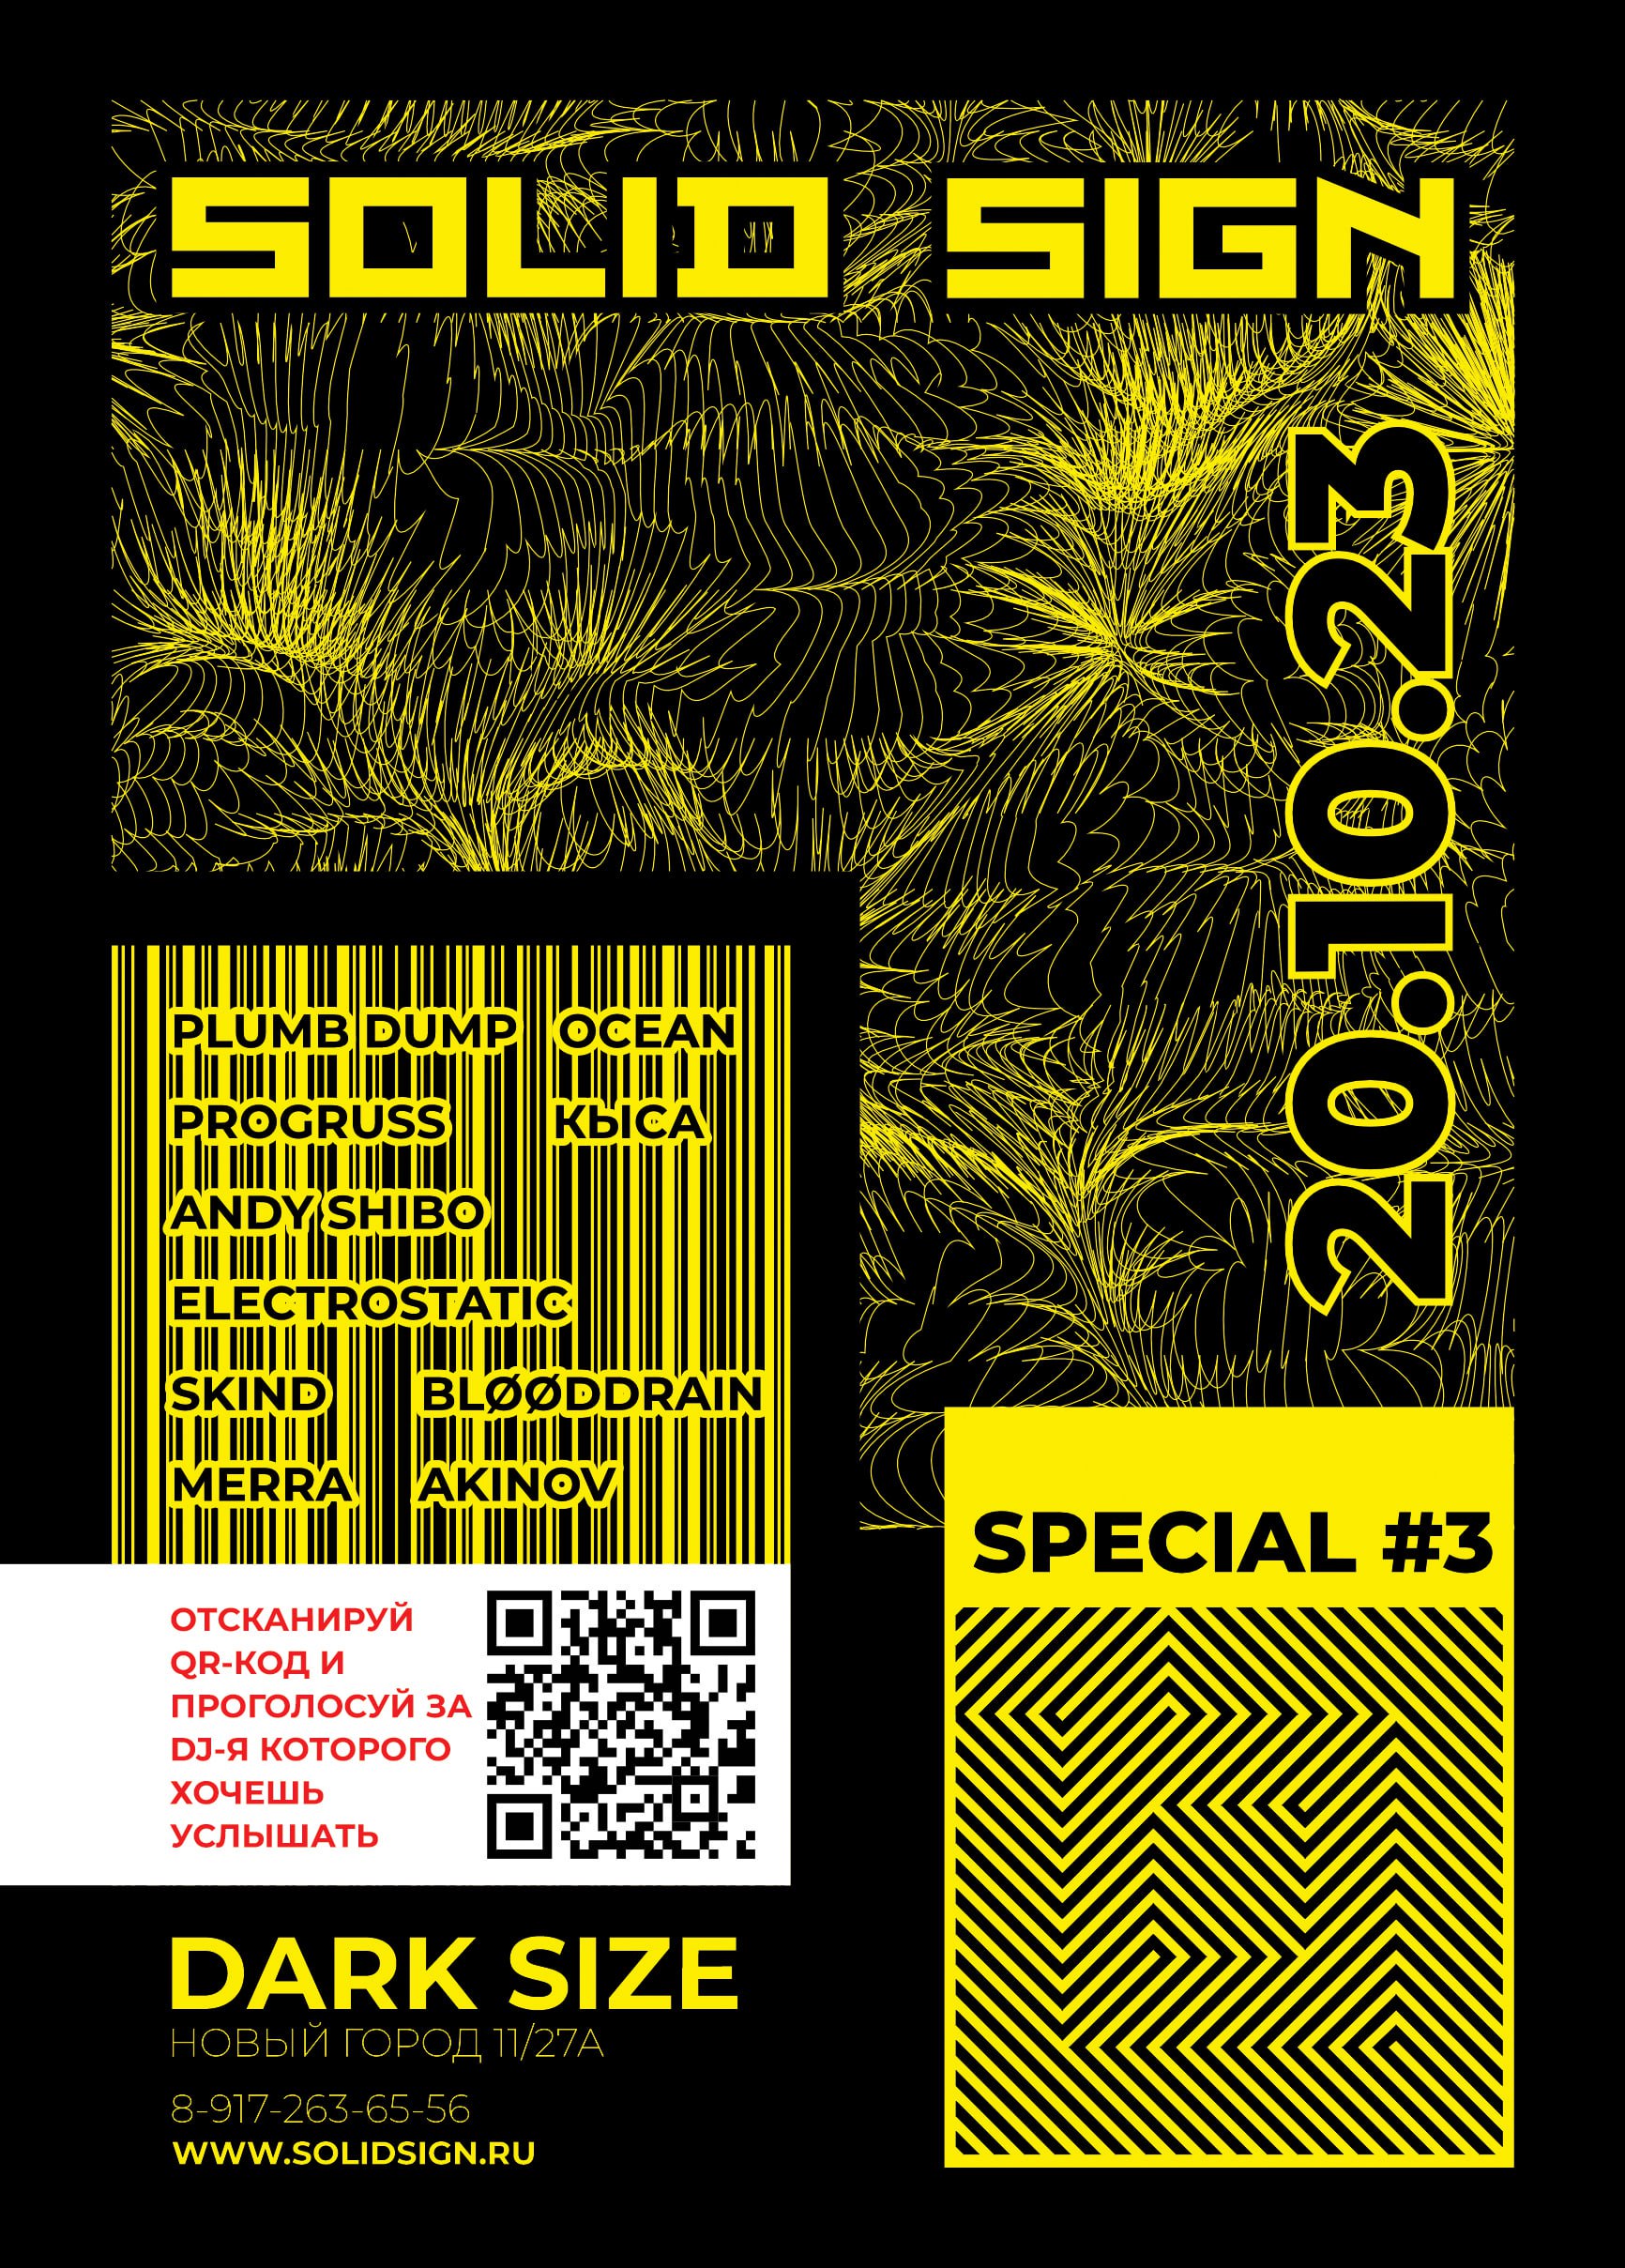 SOLID SIGN
20.10.23
PLUMB DUMP OCEAN
PROGRUSS КЫСА
ANDY SHIBO
ELECTROSTATIC
SKIND BLØØDDRAIN
MERRA AKINOV
ОТСКАНИРУЙ
QR-КОД И
ПРОГОЛОСУЙ ЗА
DJ-Я КОТОРОГО
ХОЧЕШЬ
УСЛЫШАТЬ
SPECIAL #3
DARK SIZE
НОВЫЙ ГОРОД 11/27А
8-917-263-65-56
WWW.SOLIDSIGN.RU